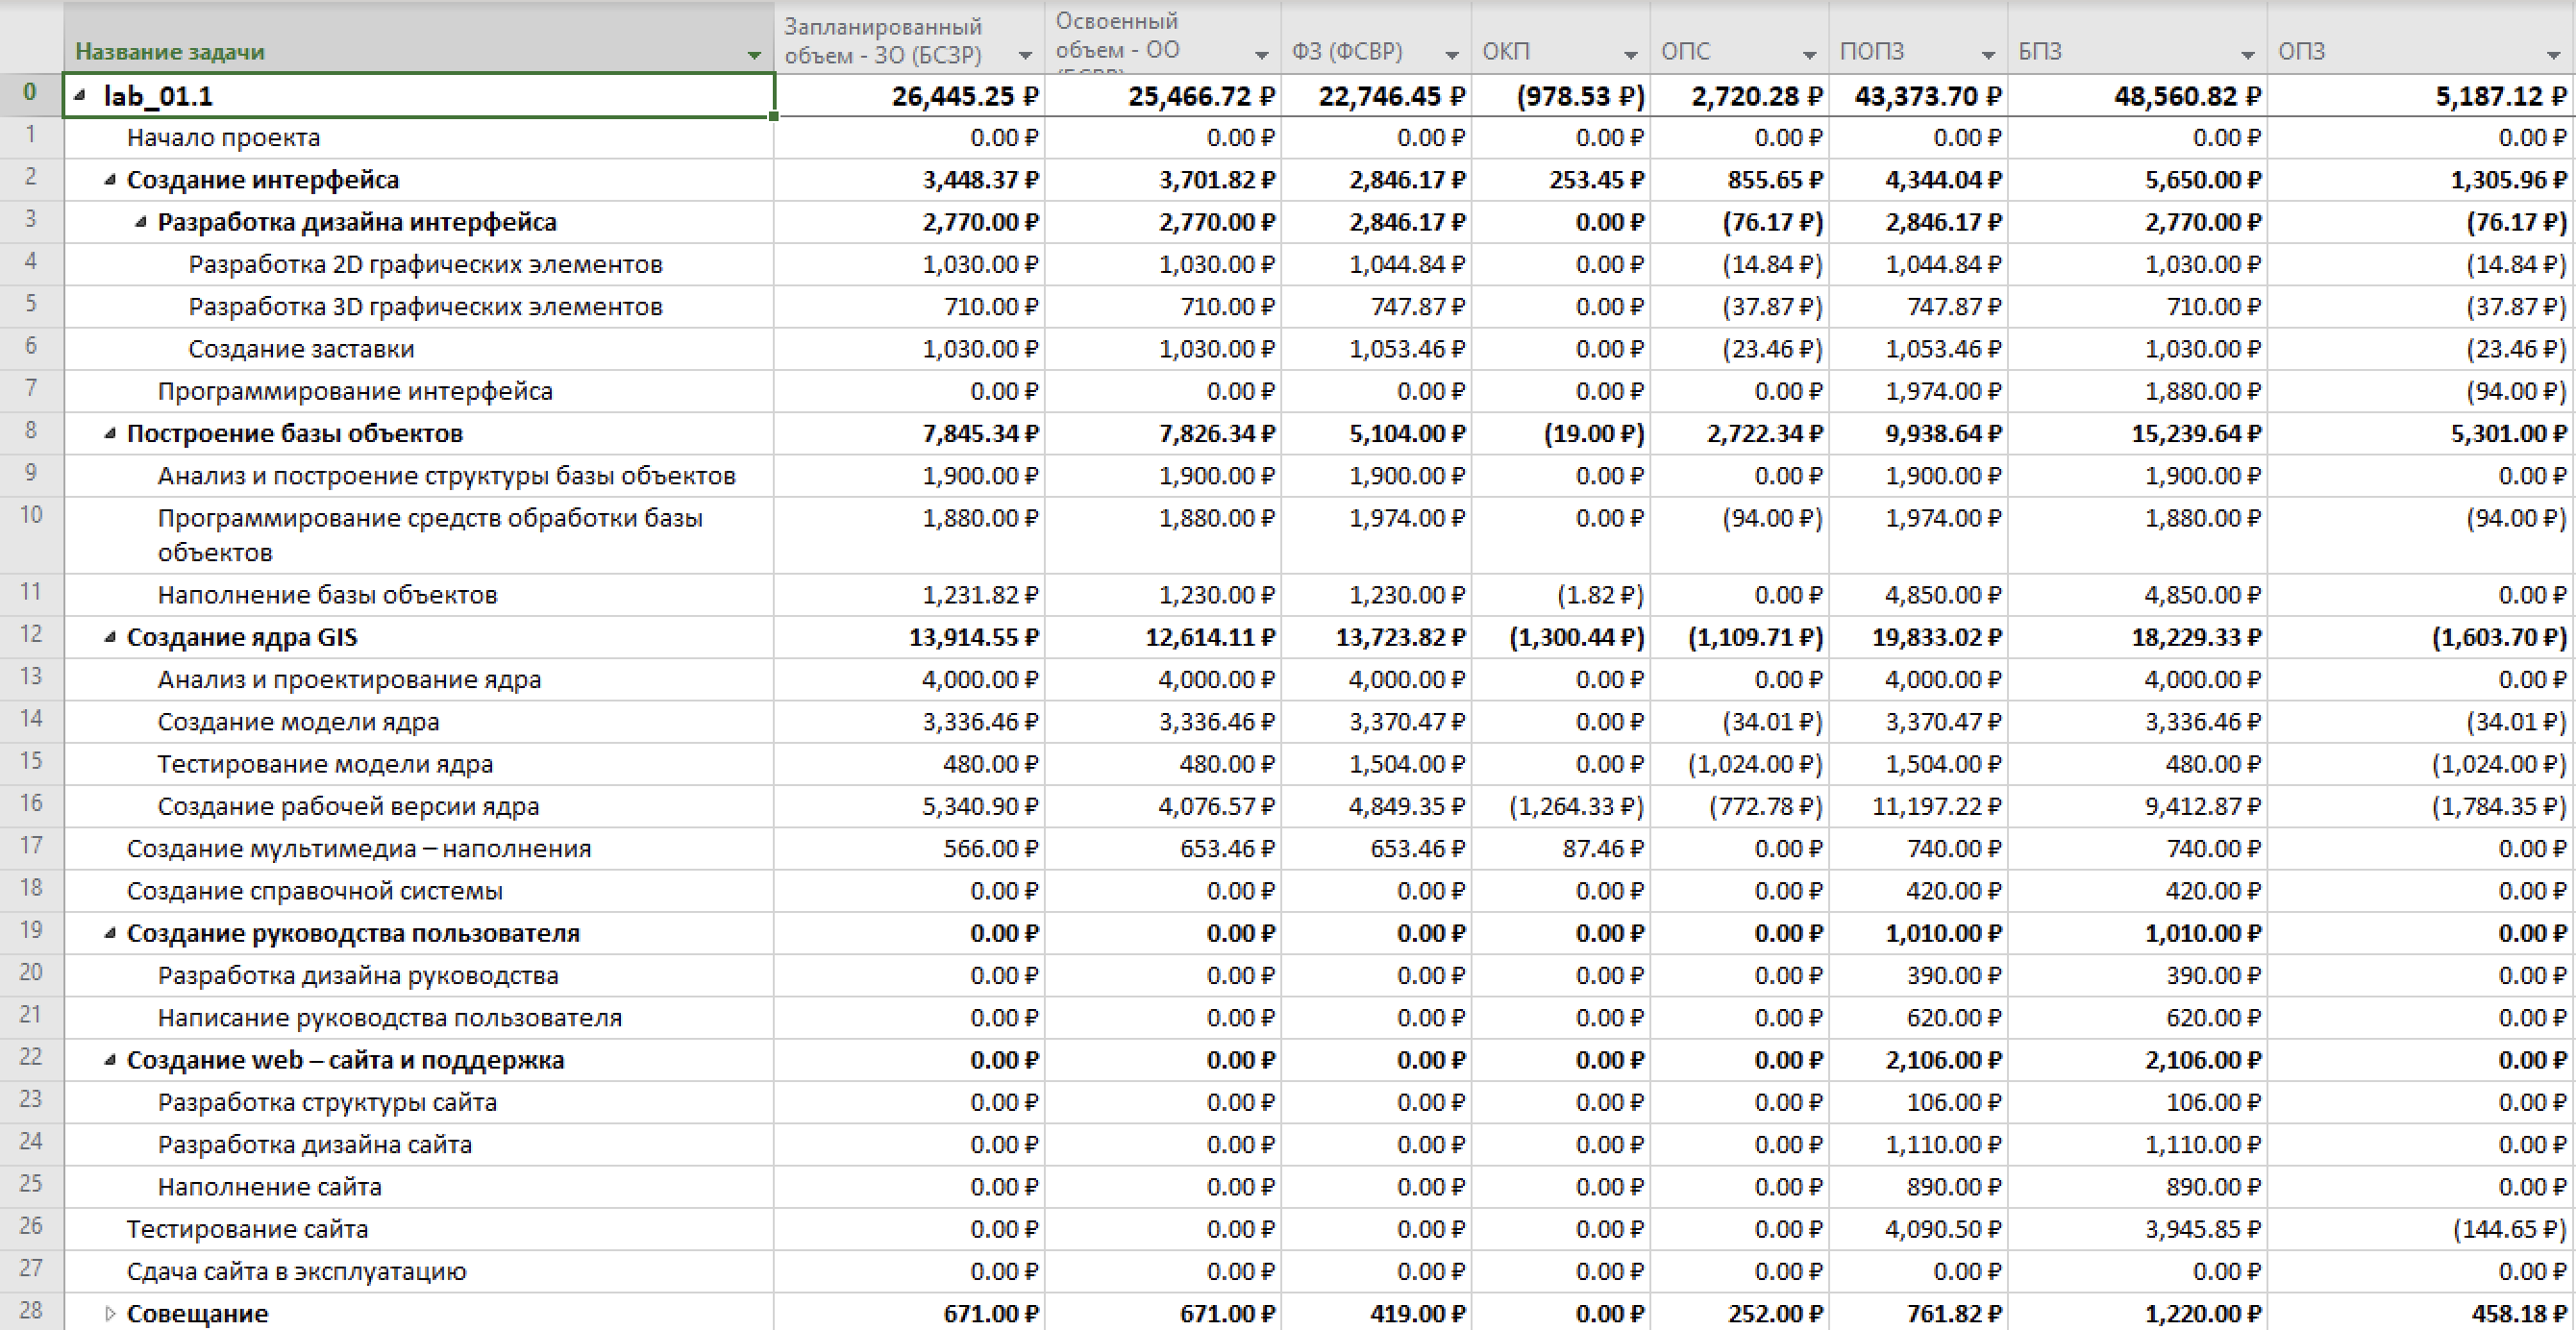 Название задачи Запланированный объем - ЗО (БСЗР) Освоенный объем - ОО (БСВР) ФЗ (ФСВР) ОКП ОПС ПОПЗ БПЗ ОПЗ
0 lab_01.1 26,445.25 ₽ 25,466.72 ₽ 22,746.45 ₽ (978.53 ₽) 2,720.28 ₽ 43,373.70 ₽ 48,560.82 ₽ 5,187.12 ₽
1 Начало проекта 0.00 ₽ 0.00 ₽ 0.00 ₽ 0.00 ₽ 0.00 ₽ 0.00 ₽ 0.00 ₽ 0.00 ₽
2 Создание интерфейса 3,448.37 ₽ 3,701.82 ₽ 2,846.17 ₽ 253.45 ₽ 855.65 ₽ 4,344.04 ₽ 5,650.00 ₽ 1,305.96 ₽
3 Разработка дизайна интерфейса 2,770.00 ₽ 2,770.00 ₽ 2,846.17 ₽ 0.00 ₽ (76.17 ₽) 2,846.17 ₽ 2,770.00 ₽ (76.17 ₽)
4 Разработка 2D графических элементов 1,030.00 ₽ 1,030.00 ₽ 1,044.84 ₽ 0.00 ₽ (14.84 ₽) 1,044.84 ₽ 1,030.00 ₽ (14.84 ₽)
5 Разработка 3D графических элементов 710.00 ₽ 710.00 ₽ 747.87 ₽ 0.00 ₽ (37.87 ₽) 747.87 ₽ 710.00 ₽ (37.87 ₽)
6 Создание заставки 1,030.00 ₽ 1,030.00 ₽ 1,053.46 ₽ 0.00 ₽ (23.46 ₽) 1,053.46 ₽ 1,030.00 ₽ (23.46 ₽)
7 Программирование интерфейса 0.00 ₽ 0.00 ₽ 0.00 ₽ 0.00 ₽ 0.00 ₽ 1,974.00 ₽ 1,880.00 ₽ (94.00 ₽)
8 Построение базы объектов 7,845.34 ₽ 7,826.34 ₽ 5,104.00 ₽ (19.00 ₽) 2,722.34 ₽ 9,938.64 ₽ 15,239.64 ₽ 5,301.00 ₽
9 Анализ и построение структуры базы объектов 1,900.00 ₽ 1,900.00 ₽ 1,900.00 ₽ 0.00 ₽ 0.00 ₽ 1,900.00 ₽ 1,900.00 ₽ 0.00 ₽
10 Программирование средств обработки базы 1,880.00 ₽ 1,880.00 ₽ 1,974.00 ₽ 0.00 ₽ (94.00 ₽) 1,974.00 ₽ 1,880.00 ₽ (94.00 ₽)
объектов
11 Наполнение базы объектов 1,231.82 ₽ 1,230.00 ₽ 1,230.00 ₽ (1.82 ₽) 0.00 ₽ 4,850.00 ₽ 4,850.00 ₽ 0.00 ₽
12 Создание ядра GIS 13,914.55 ₽ 12,614.11 ₽ 13,723.82 ₽ (1,300.44 ₽) (1,109.71 ₽) 19,833.02 ₽ 18,229.33 ₽ (1,603.70 ₽)
13 Анализ и проектирование ядра 4,000.00 ₽ 4,000.00 ₽ 4,000.00 ₽ 0.00 ₽ 0.00 ₽ 4,000.00 ₽ 4,000.00 ₽ 0.00 ₽
14 Создание модели ядра 3,336.46 ₽ 3,336.46 ₽ 3,370.47 ₽ 0.00 ₽ (34.01 ₽) 3,370.47 ₽ 3,336.46 ₽ (34.01 ₽)
15 Тестирование модели ядра 480.00 ₽ 480.00 ₽ 1,504.00 ₽ 0.00 ₽ (1,024.00 ₽) 1,504.00 ₽ 480.00 ₽ (1,024.00 ₽)
16 Создание рабочей версии ядра 5,340.90 ₽ 4,076.57 ₽ 4,849.35 ₽ (1,264.33 ₽) (772.78 ₽) 11,197.22 ₽ 9,412.87 ₽ (1,784.35 ₽)
17 Создание мультимедиа – наполнения 566.00 ₽ 653.46 ₽ 653.46 ₽ 87.46 ₽ 0.00 ₽ 740.00 ₽ 740.00 ₽ 0.00 ₽
18 Создание справочной системы 0.00 ₽ 0.00 ₽ 0.00 ₽ 0.00 ₽ 0.00 ₽ 420.00 ₽ 420.00 ₽ 0.00 ₽
19 Создание руководства пользователя 0.00 ₽ 0.00 ₽ 0.00 ₽ 0.00 ₽ 0.00 ₽ 1,010.00 ₽ 1,010.00 ₽ 0.00 ₽
20 Разработка дизайна руководства 0.00 ₽ 0.00 ₽ 0.00 ₽ 0.00 ₽ 0.00 ₽ 390.00 ₽ 390.00 ₽ 0.00 ₽
21 Написание руководства пользователя 0.00 ₽ 0.00 ₽ 0.00 ₽ 0.00 ₽ 0.00 ₽ 620.00 ₽ 620.00 ₽ 0.00 ₽
22 Создание web – сайта и поддержка 0.00 ₽ 0.00 ₽ 0.00 ₽ 0.00 ₽ 0.00 ₽ 2,106.00 ₽ 2,106.00 ₽ 0.00 ₽
23 Разработка структуры сайта 0.00 ₽ 0.00 ₽ 0.00 ₽ 0.00 ₽ 0.00 ₽ 106.00 ₽ 106.00 ₽ 0.00 ₽
24 Разработка дизайна сайта 0.00 ₽ 0.00 ₽ 0.00 ₽ 0.00 ₽ 0.00 ₽ 1,110.00 ₽ 1,110.00 ₽ 0.00 ₽
25 Наполнение сайта 0.00 ₽ 0.00 ₽ 0.00 ₽ 0.00 ₽ 0.00 ₽ 890.00 ₽ 890.00 ₽ 0.00 ₽
26 Тестирование сайта 0.00 ₽ 0.00 ₽ 0.00 ₽ 0.00 ₽ 0.00 ₽ 4,090.50 ₽ 3,945.85 ₽ (144.65 ₽)
27 Сдача сайта в эксплуатацию 0.00 ₽ 0.00 ₽ 0.00 ₽ 0.00 ₽ 0.00 ₽ 0.00 ₽ 0.00 ₽ 0.00 ₽
28 Совещание 671.00 ₽ 671.00 ₽ 419.00 ₽ 0.00 ₽ 252.00 ₽ 761.82 ₽ 1,220.00 ₽ 458.18 ₽